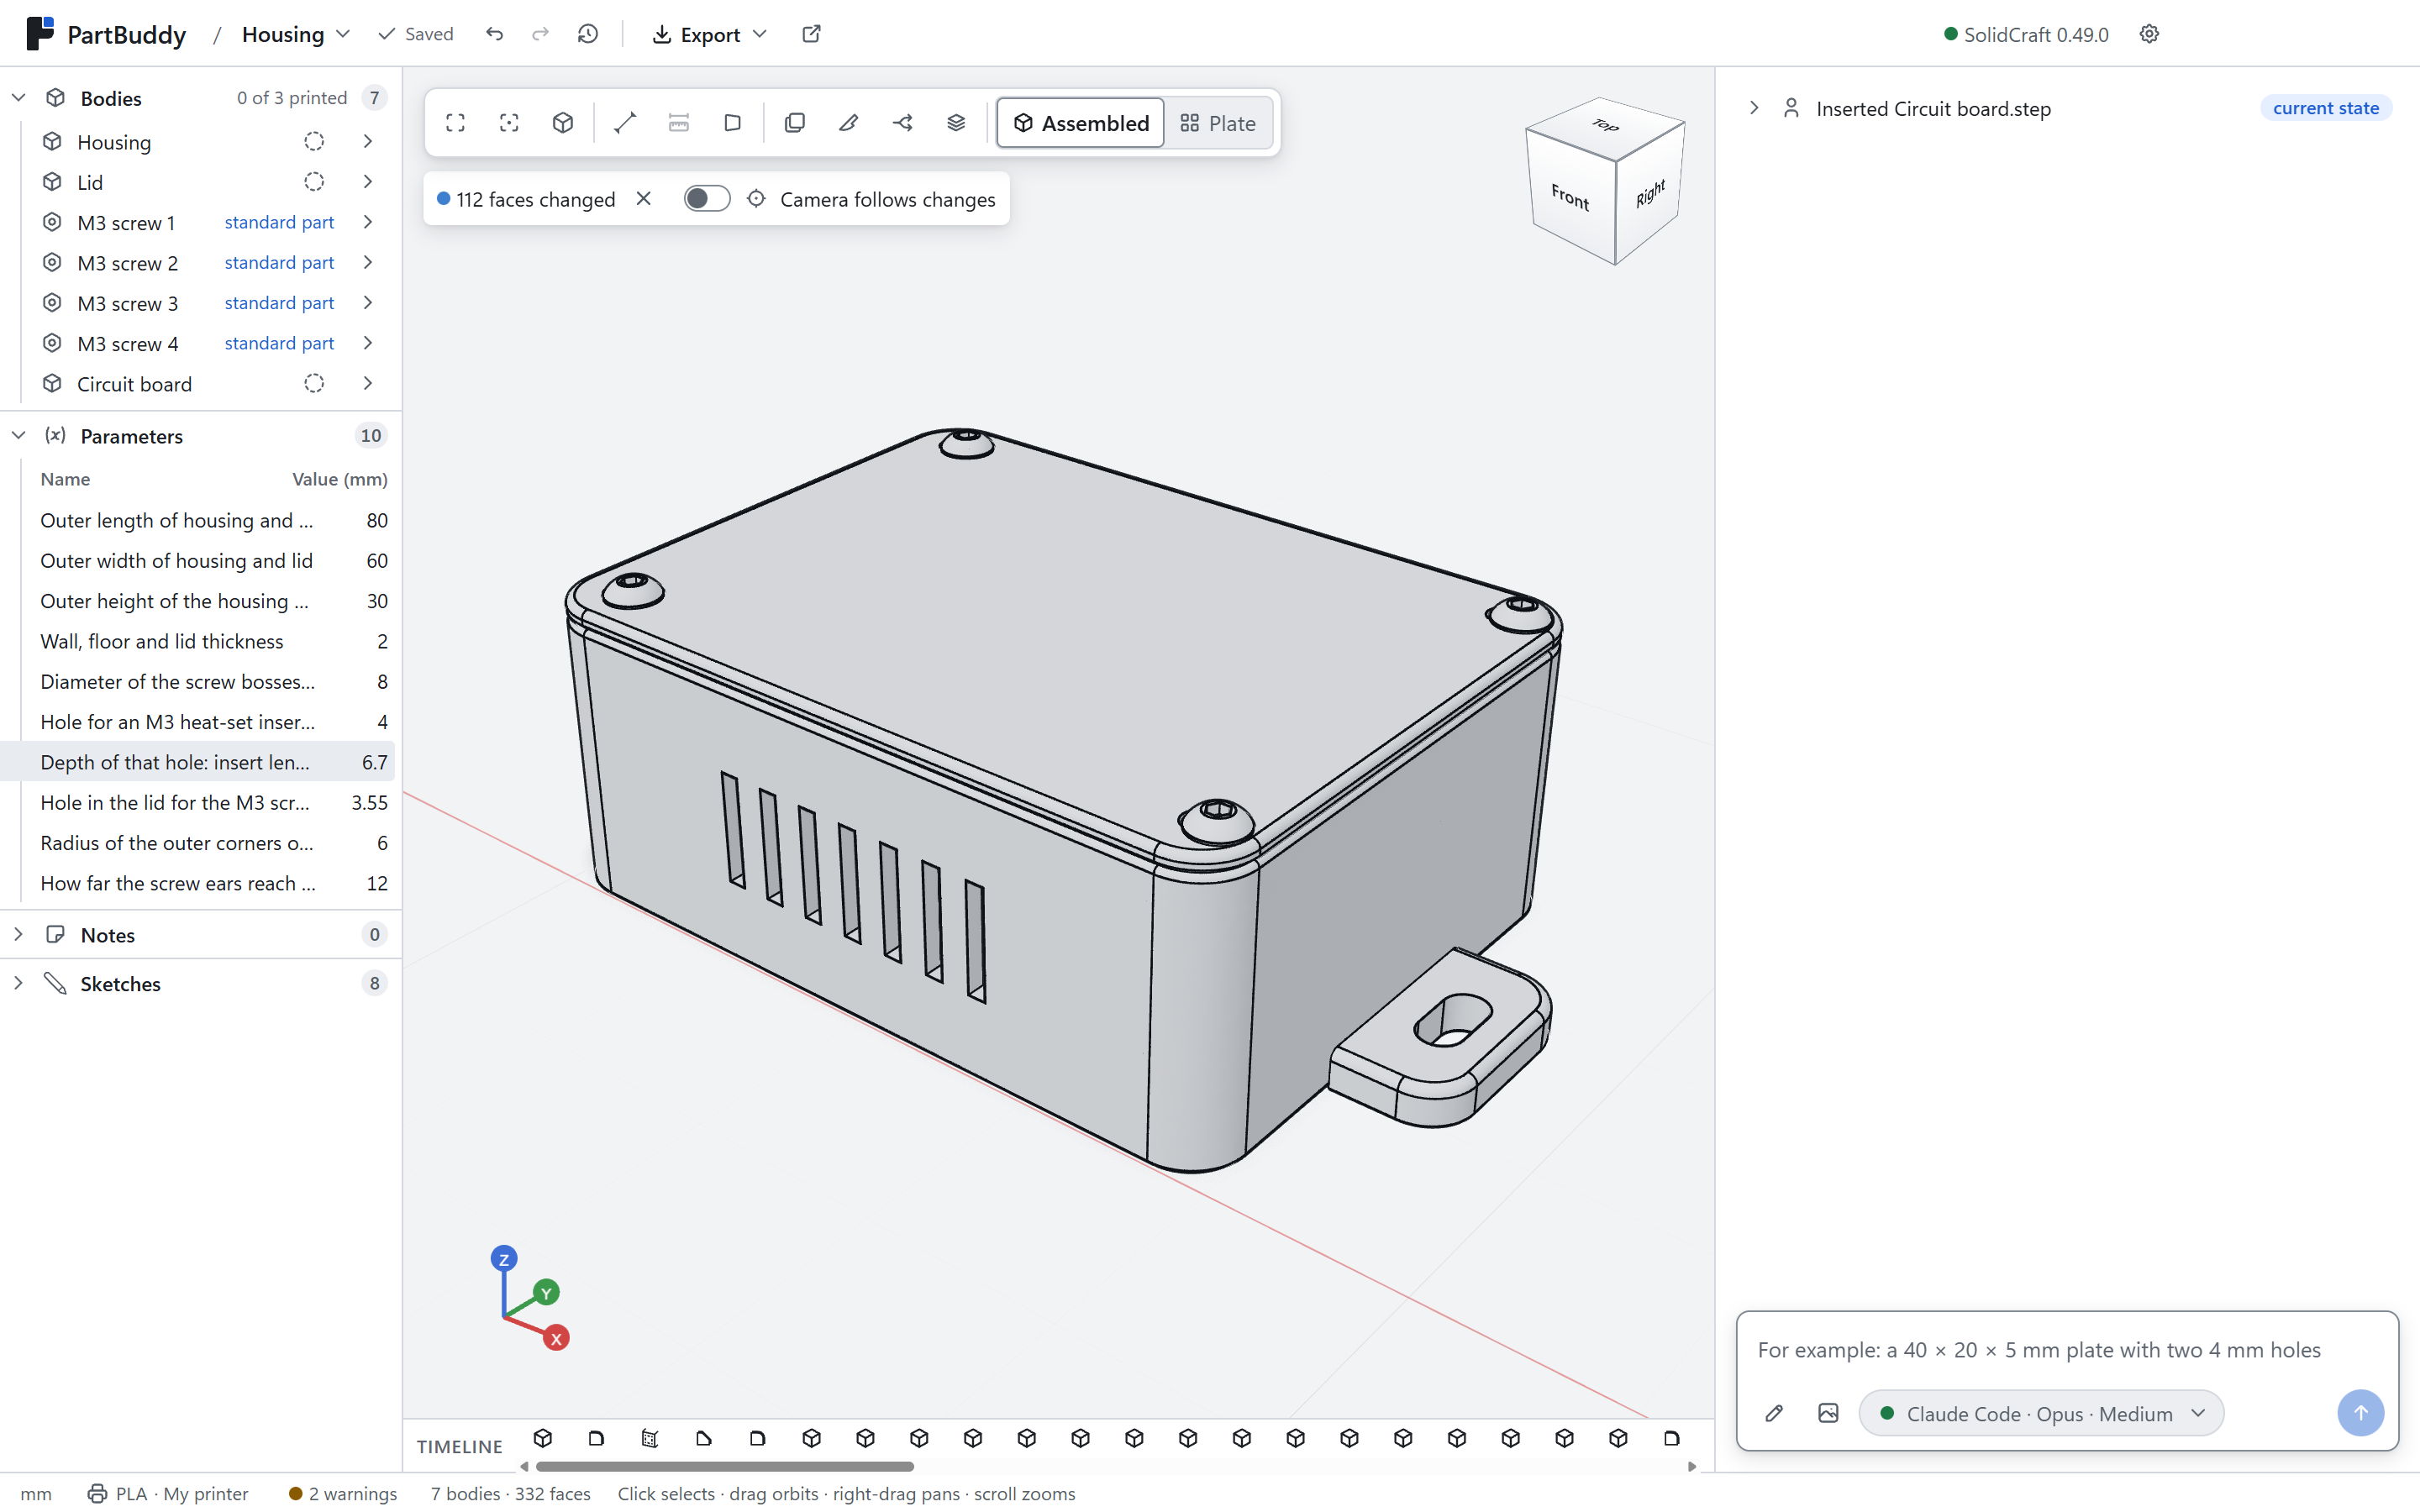 PartBuddy / Housing Saved Export SolidCraft 0.49.0
Bodies 0 of 3 printed 7
Housing
Lid
M3 screw 1 standard part
M3 screw 2 standard part
M3 screw 3 standard part
M3 screw 4 standard part
Circuit board
Parameters 10
Name Value (mm)
Outer length of housing and ... 80
Outer width of housing and lid 60
Outer height of the housing ... 30
Wall, floor and lid thickness 2
Diameter of the screw bosses... 8
Hole for an M3 heat-set inser... 4
Depth of that hole: insert len... 6.7
Hole in the lid for the M3 scr... 3.55
Radius of the outer corners o... 6
How far the screw ears reach ... 12
Notes 0
Sketches 8
Assembled Plate
112 faces changed Camera follows changes
Top
Front
Right
Z
Y
X
TIMELINE
Inserted Circuit board.step current state
For example: a 40 × 20 × 5 mm plate with two 4 mm holes
Claude Code · Opus · Medium
mm PLA · My printer 2 warnings 7 bodies · 332 faces Click selects · drag orbits · right-drag pans · scroll zooms